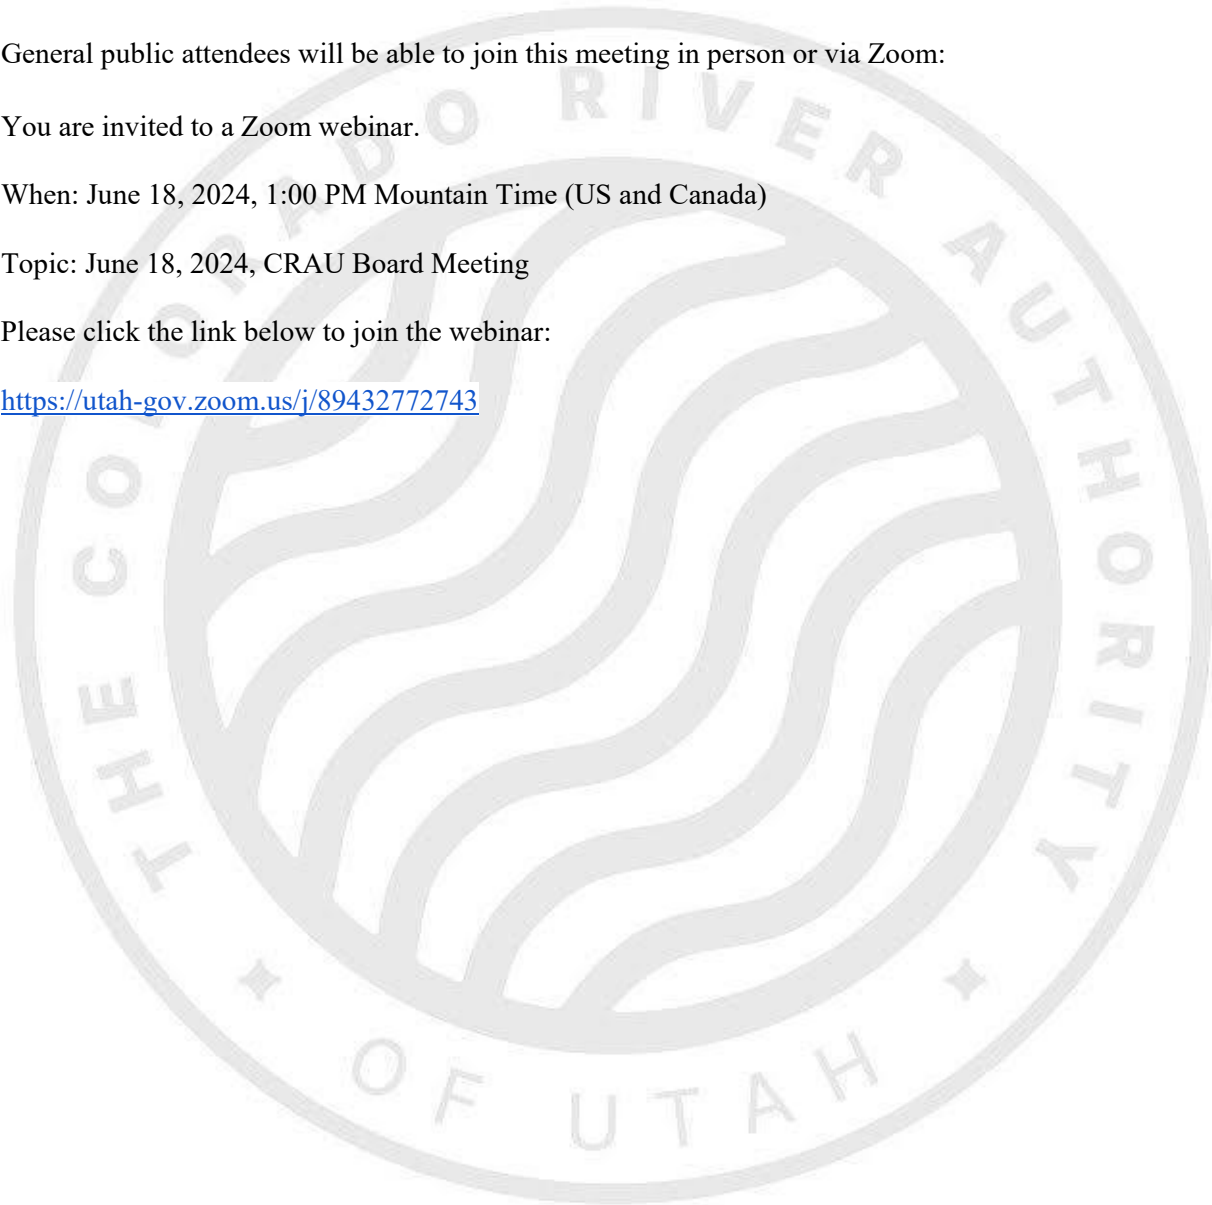 General public attendees will be able to join this meeting in person or via Zoom:
You are invited to a Zoom webinar.
When: June 18, 2024, 1:00 PM Mountain Time (US and Canada)
Topic: June 18, 2024, CRAU Board Meeting
Please click the link below to join the webinar:
https://utah-gov.zoom.us/j/89432772743
THE COLORADO RIVER AUTHORITY
OF UTAH